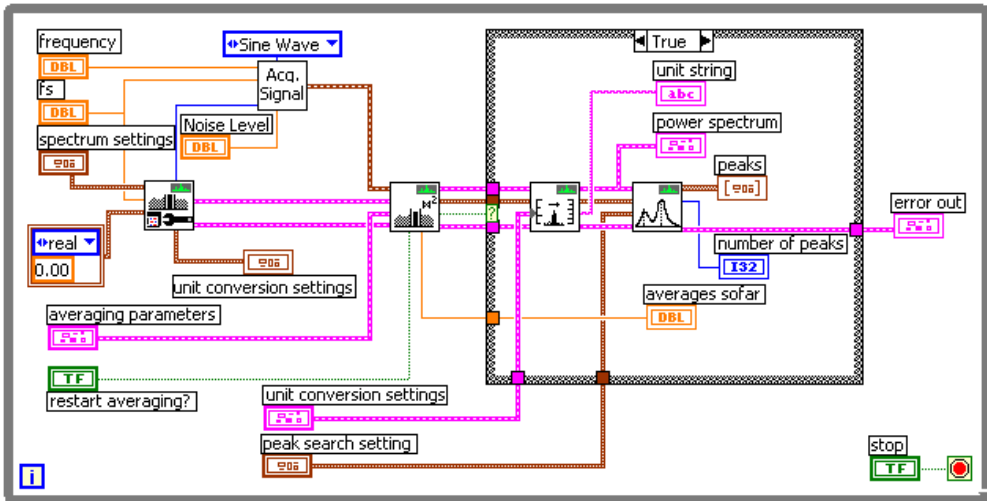 frequency
DBL
Sine Wave
True
unit string
abc
Acq.
Signal
fs
DBL
Noise Level
DBL
power spectrum
spectrum settings
peaks
M²
?
error out
real
0.00
number of peaks
I32
unit conversion settings
averages sofar
DBL
averaging parameters
TF
restart averaging?
unit conversion settings
peak search setting
stop
TF
i